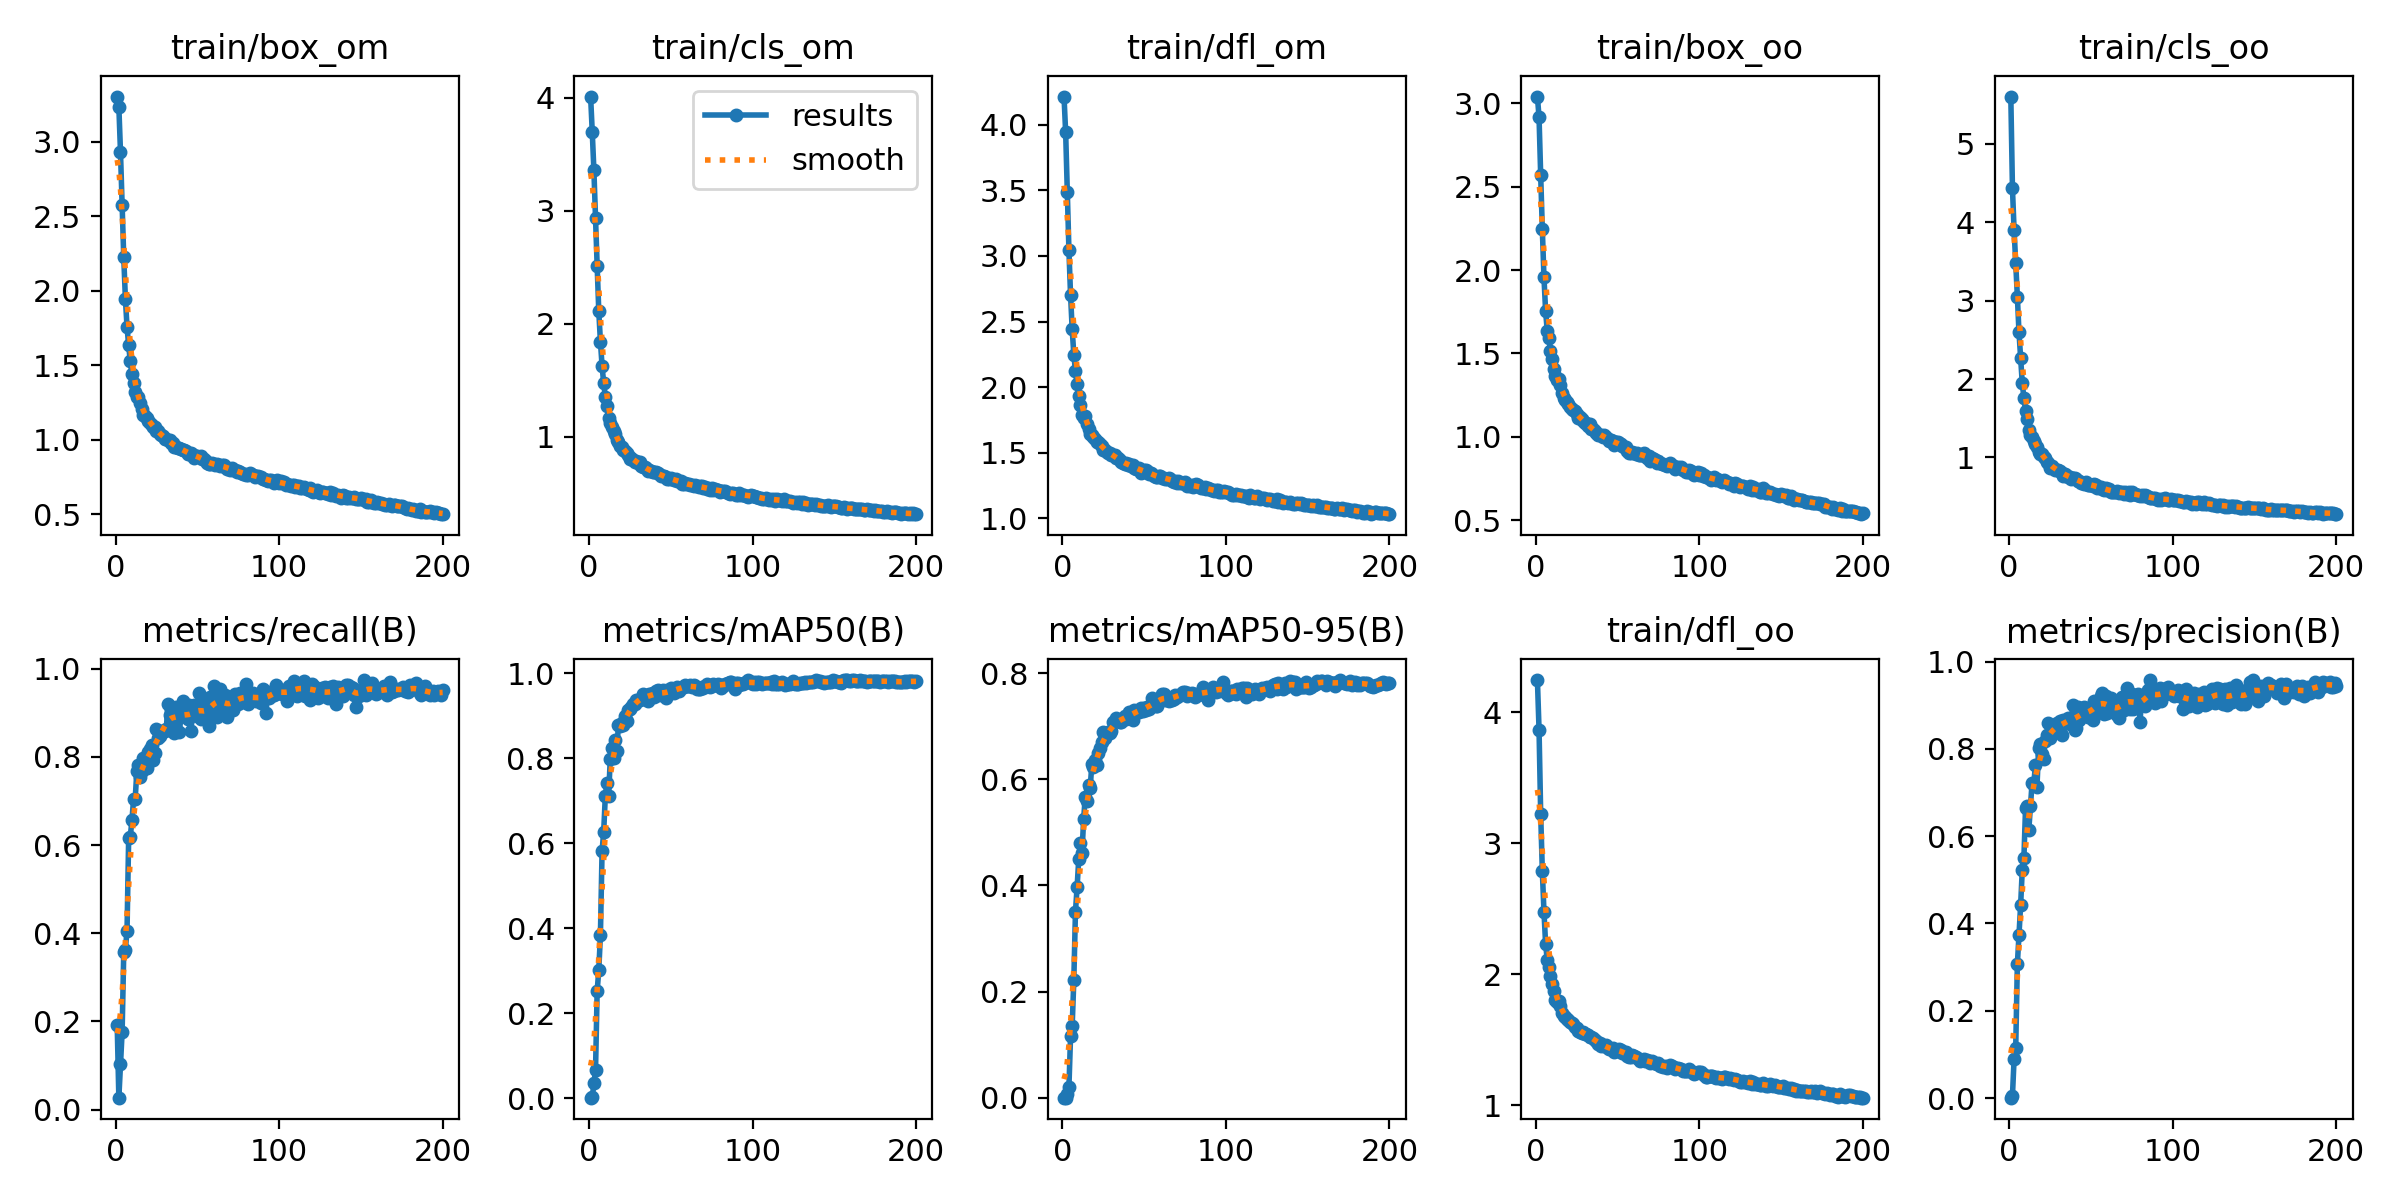 train/box_om
3.0
2.5
2.0
1.5
1.0
0.5
0 100 200
train/cls_om
results
smooth
4
3
2
1
0 100 200
train/dfl_om
4.0
3.5
3.0
2.5
2.0
1.5
1.0
0 100 200
train/box_oo
3.0
2.5
2.0
1.5
1.0
0.5
0 100 200
train/cls_oo
5
4
3
2
1
0 100 200
metrics/recall(B)
1.0
0.8
0.6
0.4
0.2
0.0
0 100 200
metrics/mAP50(B)
1.0
0.8
0.6
0.4
0.2
0.0
0 100 200
metrics/mAP50-95(B)
0.8
0.6
0.4
0.2
0.0
0 100 200
train/dfl_oo
4
3
2
1
0 100 200
metrics/precision(B)
1.0
0.8
0.6
0.4
0.2
0.0
0 100 200